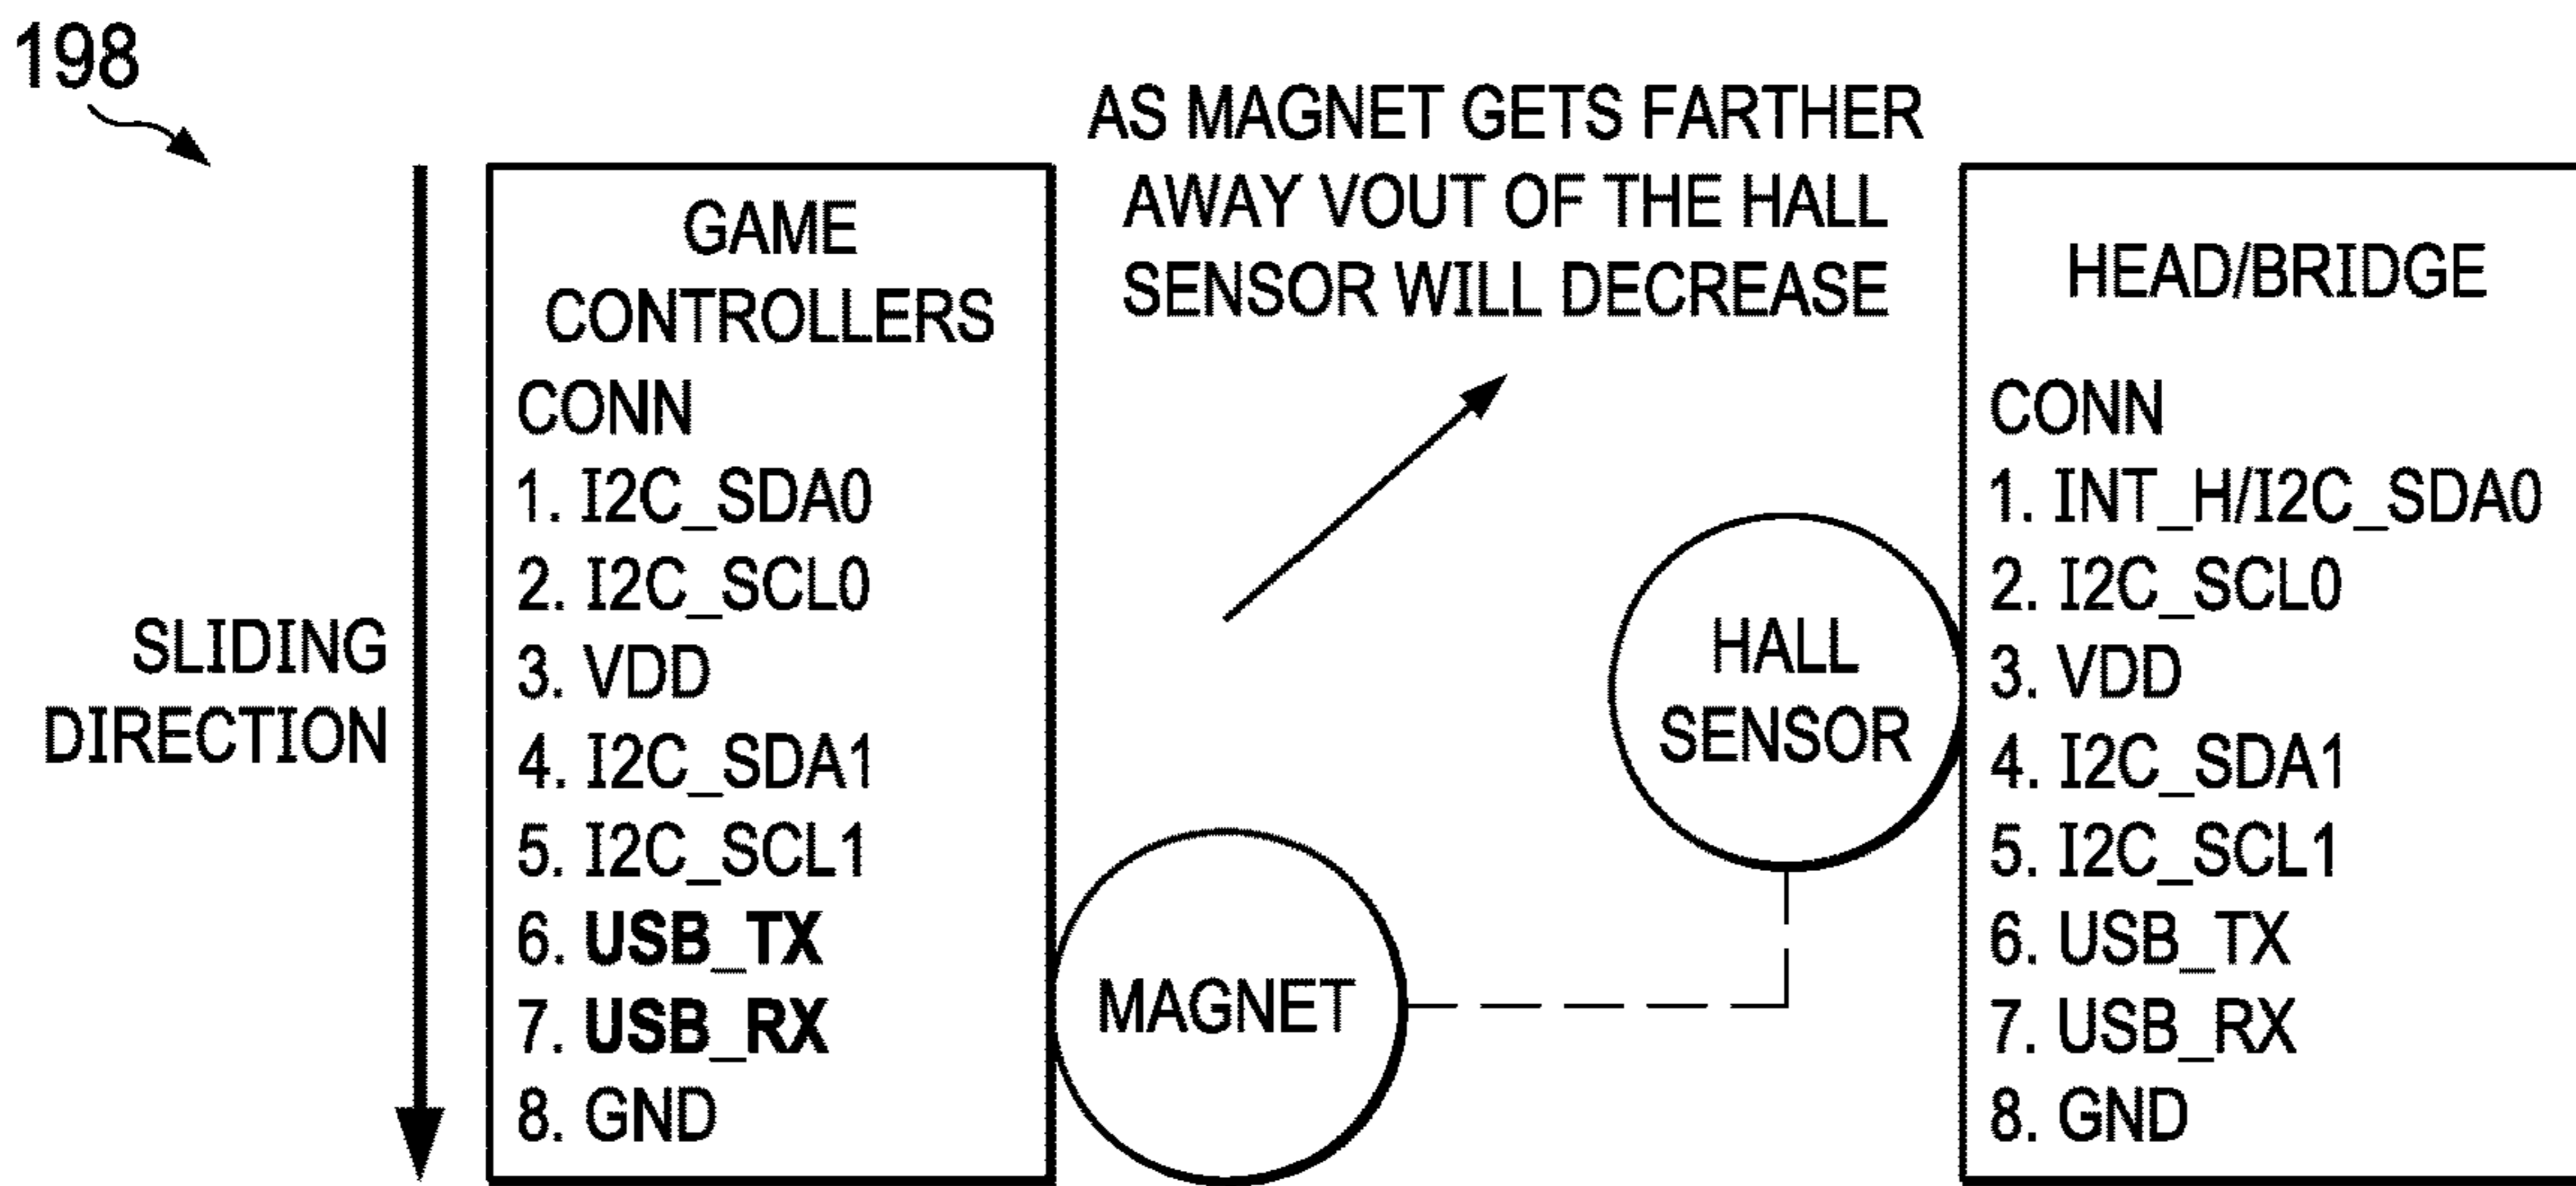 198
AS MAGNET GETS FARTHER
AWAY VOUT OF THE HALL
SENSOR WILL DECREASE
SLIDING
DIRECTION
GAME
CONTROLLERS
CONN
1. I2C_SDA0
2. I2C_SCL0
3. VDD
4. I2C_SDA1
5. I2C_SCL1
6. USB_TX
7. USB_RX
8. GND
MAGNET
HALL
SENSOR
HEAD/BRIDGE
CONN
1. INT_H/I2C_SDA0
2. I2C_SCL0
3. VDD
4. I2C_SDA1
5. I2C_SCL1
6. USB_TX
7. USB_RX
8. GND